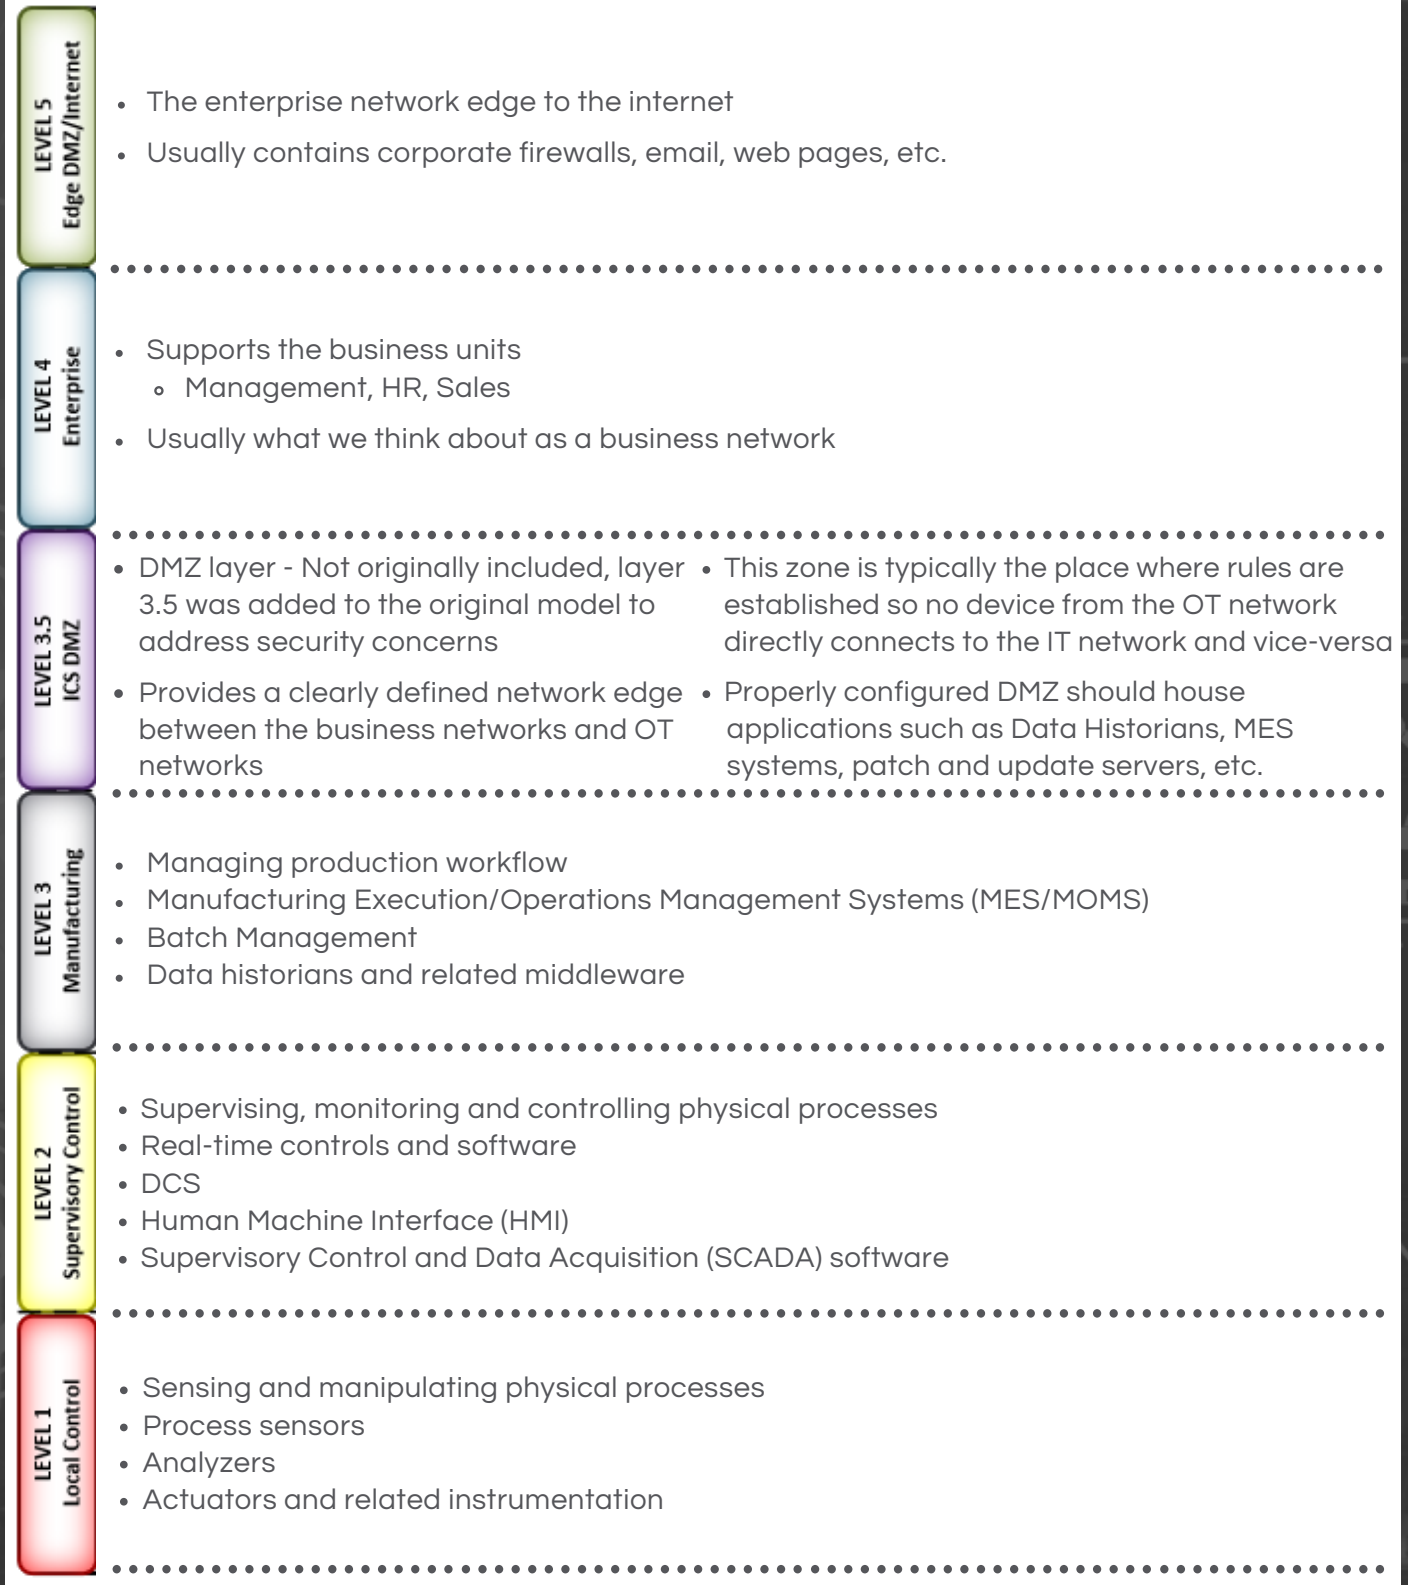 LEVEL 5
Edge DMZ/Internet
• The enterprise network edge to the internet
• Usually contains corporate firewalls, email, web pages, etc.
LEVEL 4
Enterprise
• Supports the business units
◦ Management, HR, Sales
• Usually what we think about as a business network
LEVEL 3.5
ICS DMZ
• DMZ layer - Not originally included, layer
3.5 was added to the original model to
address security concerns
• Provides a clearly defined network edge
between the business networks and OT
networks
• This zone is typically the place where rules are
established so no device from the OT network
directly connects to the IT network and vice-versa
• Properly configured DMZ should house
applications such as Data Historians, MES
systems, patch and update servers, etc.
LEVEL 3
Manufacturing
• Managing production workflow
• Manufacturing Execution/Operations Management Systems (MES/MOMS)
• Batch Management
• Data historians and related middleware
LEVEL 2
Supervisory Control
• Supervising, monitoring and controlling physical processes
• Real-time controls and software
• DCS
• Human Machine Interface (HMI)
• Supervisory Control and Data Acquisition (SCADA) software
LEVEL 1
Local Control
• Sensing and manipulating physical processes
• Process sensors
• Analyzers
• Actuators and related instrumentation